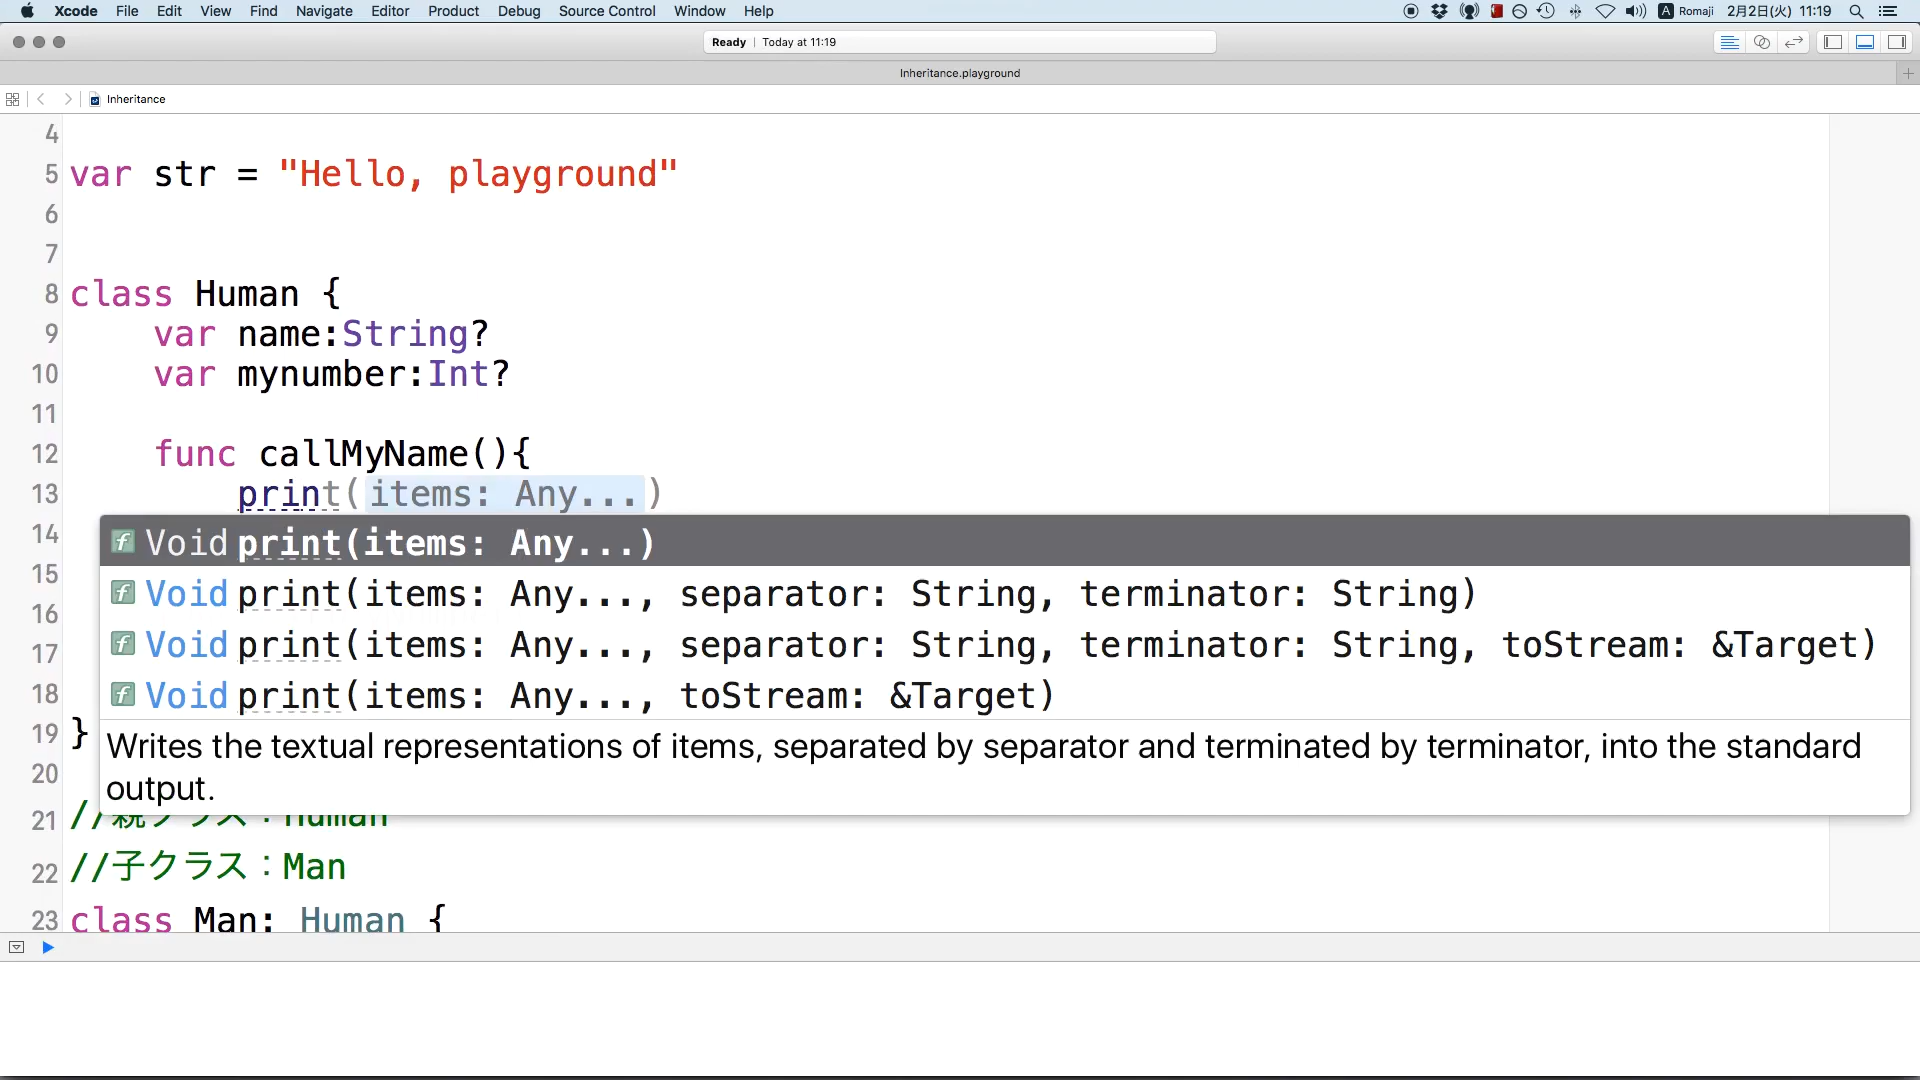 Xcode File Edit View Find Navigate Editor Product Debug Source Control Window Help A Romaji 2月2日(火) 11:19
Ready | Today at 11:19
Inheritance.playground
Inheritance
4
5 var str = "Hello, playground"
6
7
8 class Human {
9 var name:String?
10 var mynumber:Int?
11
12 func callMyName(){
13 print(items: Any...)
14 f Void print(items: Any...)
15 f Void print(items: Any..., separator: String, terminator: String)
16
17 f Void print(items: Any..., separator: String, terminator: String, toStream: &Target)
18 f Void print(items: Any..., toStream: &Target)
19 } Writes the textual representations of items, separated by separator and terminated by terminator, into the standard
20 output.
21 //親クラス：Human
22 //子クラス：Man
23 class Man: Human {